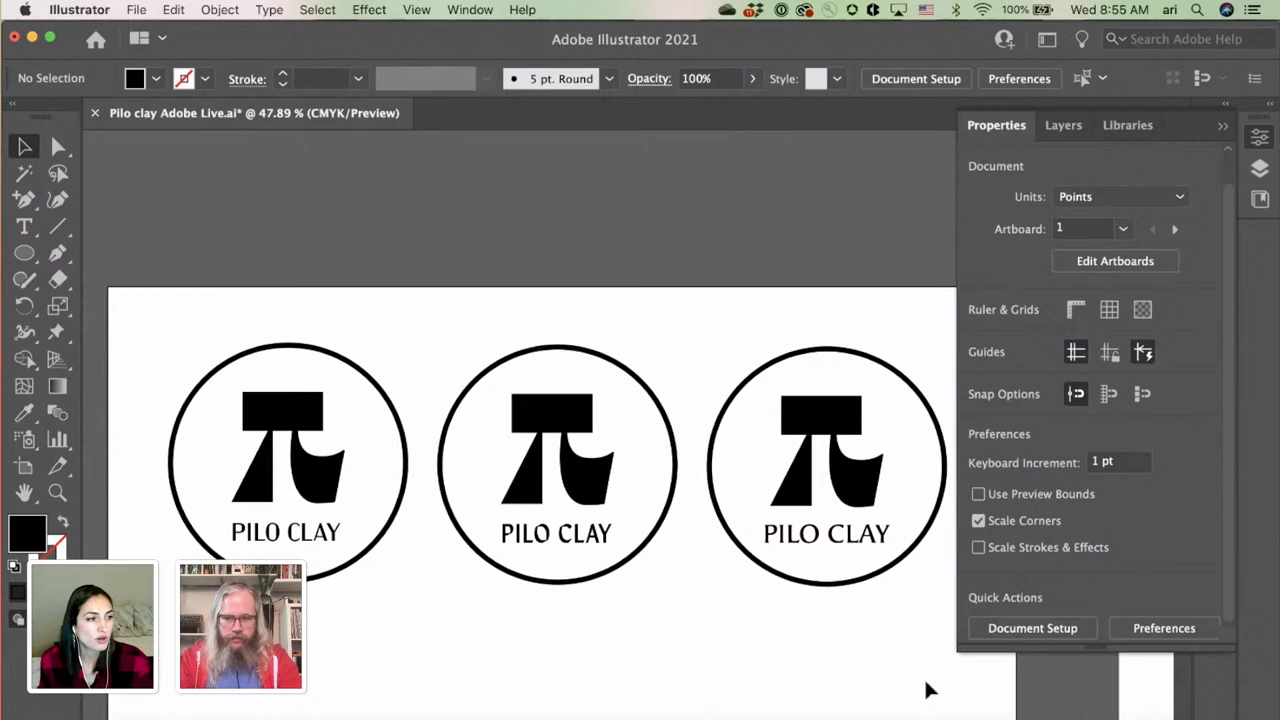 Illustrator File Edit Object Type Select Effect View Window Help 11 100% Wed 8:55 AM ari
Adobe Illustrator 2021 Search Adobe Help
No Selection Stroke: 5 pt. Round Opacity: 100% Style: Document Setup Preferences
Pilo clay Adobe Live.ai* @ 47.89 % (CMYK/Preview)
Properties Layers Libraries
Document
Units: Points
Artboard: 1
Edit Artboards
Ruler & Grids
Guides
Snap Options
Preferences
Keyboard Increment: 1 pt
Use Preview Bounds
Scale Corners
Scale Strokes & Effects
Quick Actions
Document Setup Preferences
PILO CLAY PILO CLAY PILO CLAY